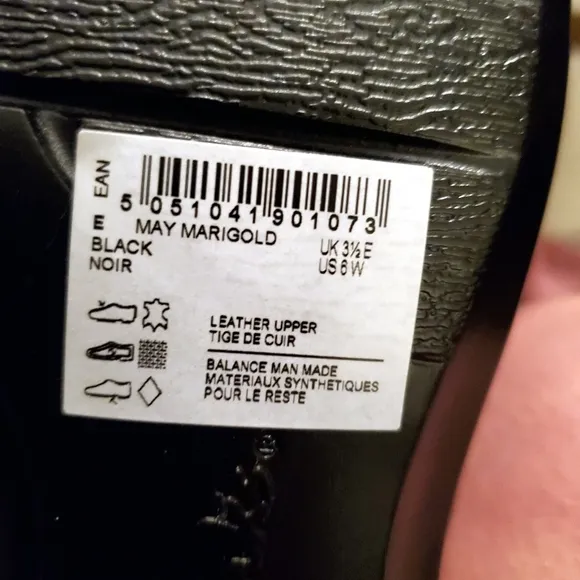 EAN
5 051041 901073
E MAY MARIGOLD
BLACK UK 3½ E
NOIR US 6 W
LEATHER UPPER
TIGE DE CUIR
BALANCE MAN MADE
MATERIAUX SYNTHETIQUES
POUR LE RESTE